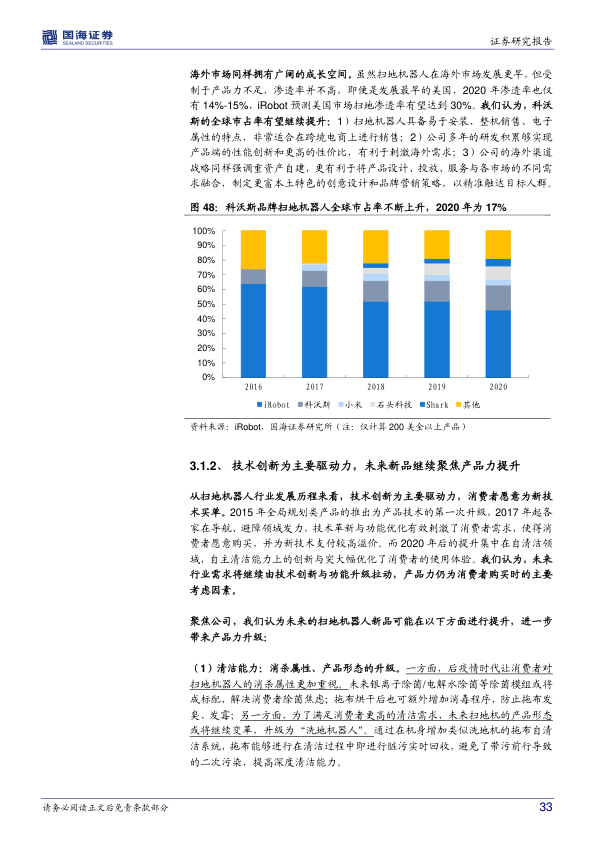 国海证券
SEALAND SECURITIES
证券研究报告
海外市场同样拥有广阔的成长空间。虽然扫地机器人在海外市场发展更早，但受
制于产品力不足，渗透率并不高，即便是发展最早的美国，2020 年渗透率也仅
有 14%-15%，iRobot 预测美国市场扫地渗透率有望达到 30%。我们认为，科沃
斯的全球市占率有望继续提升：1）扫地机器人具备易于安装、整机销售、电子
属性的特点，非常适合在跨境电商上进行销售；2）公司多年的研发积累够实现
产品端的性能创新和更高的性价比，有利于刺激海外需求；3）公司的海外渠道
战略同样强调重资产自建，更有利于将产品设计、投放、服务与各市场的不同需
求融合，制定更富本土特色的创意设计和品牌营销策略，以精准触达目标人群。
图 48：科沃斯品牌扫地机器人全球市占率不断上升，2020 年为 17%
100%
90%
80%
70%
60%
50%
40%
30%
20%
10%
0%
2016 2017 2018 2019 2020
iRobot 科沃斯 小米 石头科技 Shark 其他
资料来源：iRobot，国海证券研究所（注：仅计算 200 美金以上产品）
3.1.2、 技术创新为主要驱动力，未来新品继续聚焦产品力提升
从扫地机器人行业发展历程来看，技术创新为主要驱动力，消费者愿意为新技
术买单。2015 年全局规划类产品的推出为产品技术的第一次升级，2017 年起各
家在导航、避障领域发力，技术革新与功能优化有效刺激了消费者需求，使得消
费者愿意购买，并为新技术支付较高溢价。而 2020 年后的提升集中在自清洁领
域，自主清洁能力上的创新与突大幅优化了消费者的使用体验。我们认为，未来
行业需求将继续由技术创新与功能升级拉动，产品力仍为消费者购买时的主要
考虑因素。
聚焦公司，我们认为未来的扫地机器人新品可能在以下方面进行提升，进一步
带来产品力升级：
（1）清洁能力：消杀属性、产品形态的升级。一方面，后疫情时代让消费者对
扫地机器人的消杀属性更加重视。未来银离子除菌/电解水除菌等除菌模组或将
成标配，解决消费者除菌焦虑；拖布烘干后也可额外增加消毒程序，防止拖布发
臭、发霉；另一方面，为了满足消费者更高的清洁需求，未来扫地机的产品形态
或将继续变革，升级为“洗地机器人”。通过在机身增加类似洗地机的拖布自清
洁系统，拖布能够进行在清洁过程中即进行脏污实时回收，避免了带污前行导致
的二次污染，提高深度清洁能力。
请务必阅读正文后免责条款部分
33